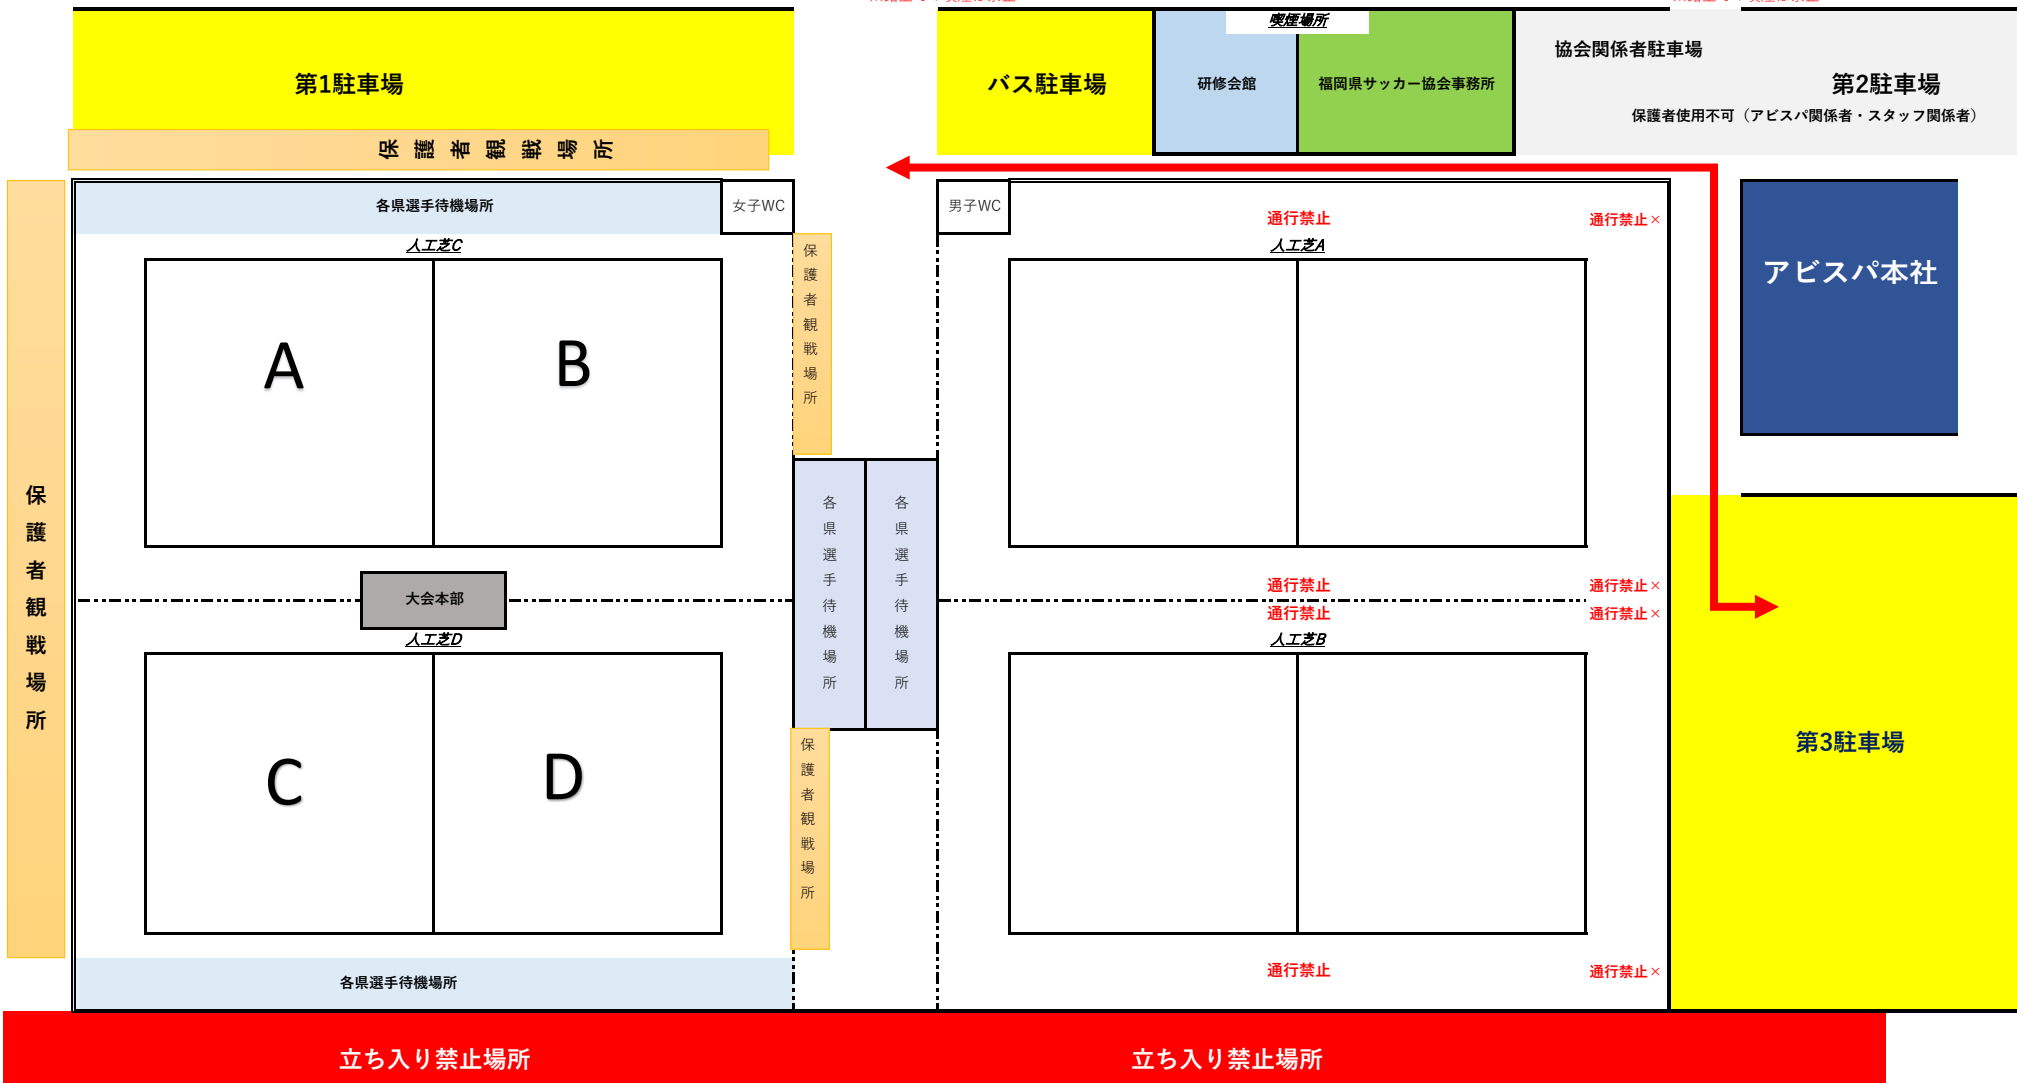 喫煙場所
協会関係者駐車場
第1駐車場
バス駐車場
研修会館
福岡県サッカー協会事務所
第2駐車場
保護者使用不可（アビスパ関係者・スタッフ関係者）
保護者観戦場所
各県選手待機場所
女子WC
男子WC
通行禁止
通行禁止×
人工芝C
人工芝A
保護者観戦場所
アビスパ本社
A
B
保護者観戦場所
各県選手待機場所
各県選手待機場所
大会本部
通行禁止
通行禁止×
通行禁止
通行禁止×
人工芝D
人工芝B
第3駐車場
保護者観戦場所
C
D
通行禁止
通行禁止×
各県選手待機場所
立ち入り禁止場所
立ち入り禁止場所